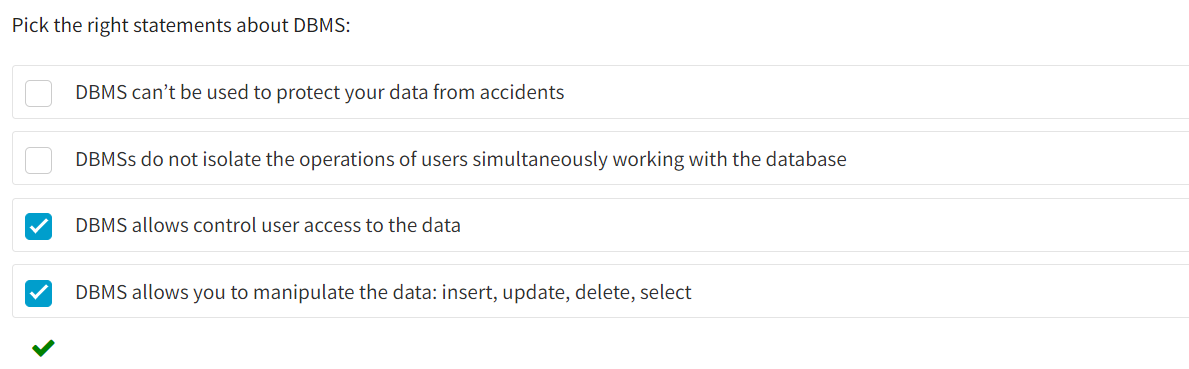 Pick the right statements about DBMS:
DBMS can’t be used to protect your data from accidents
DBMSs do not isolate the operations of users simultaneously working with the database
DBMS allows control user access to the data
DBMS allows you to manipulate the data: insert, update, delete, select